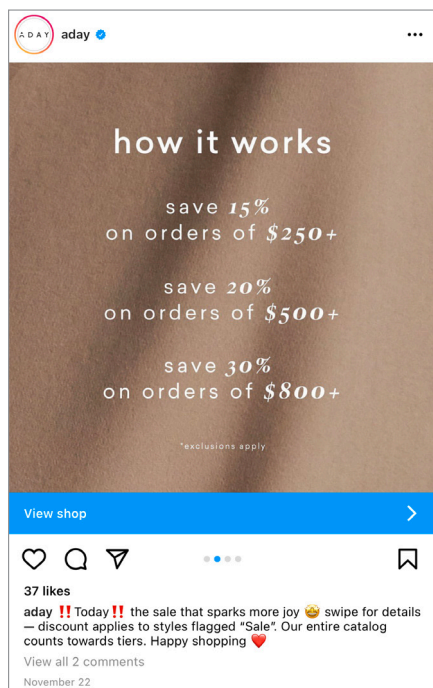 ADAY aday
how it works
save 15%
on orders of $250+
save 20%
on orders of $500+
save 30%
on orders of $800+
*exclusions apply
View shop
37 likes
aday ‼️Today‼️ the sale that sparks more joy 🤩 swipe for details
— discount applies to styles flagged “Sale”. Our entire catalog
counts towards tiers. Happy shopping ❤️
View all 2 comments
November 22